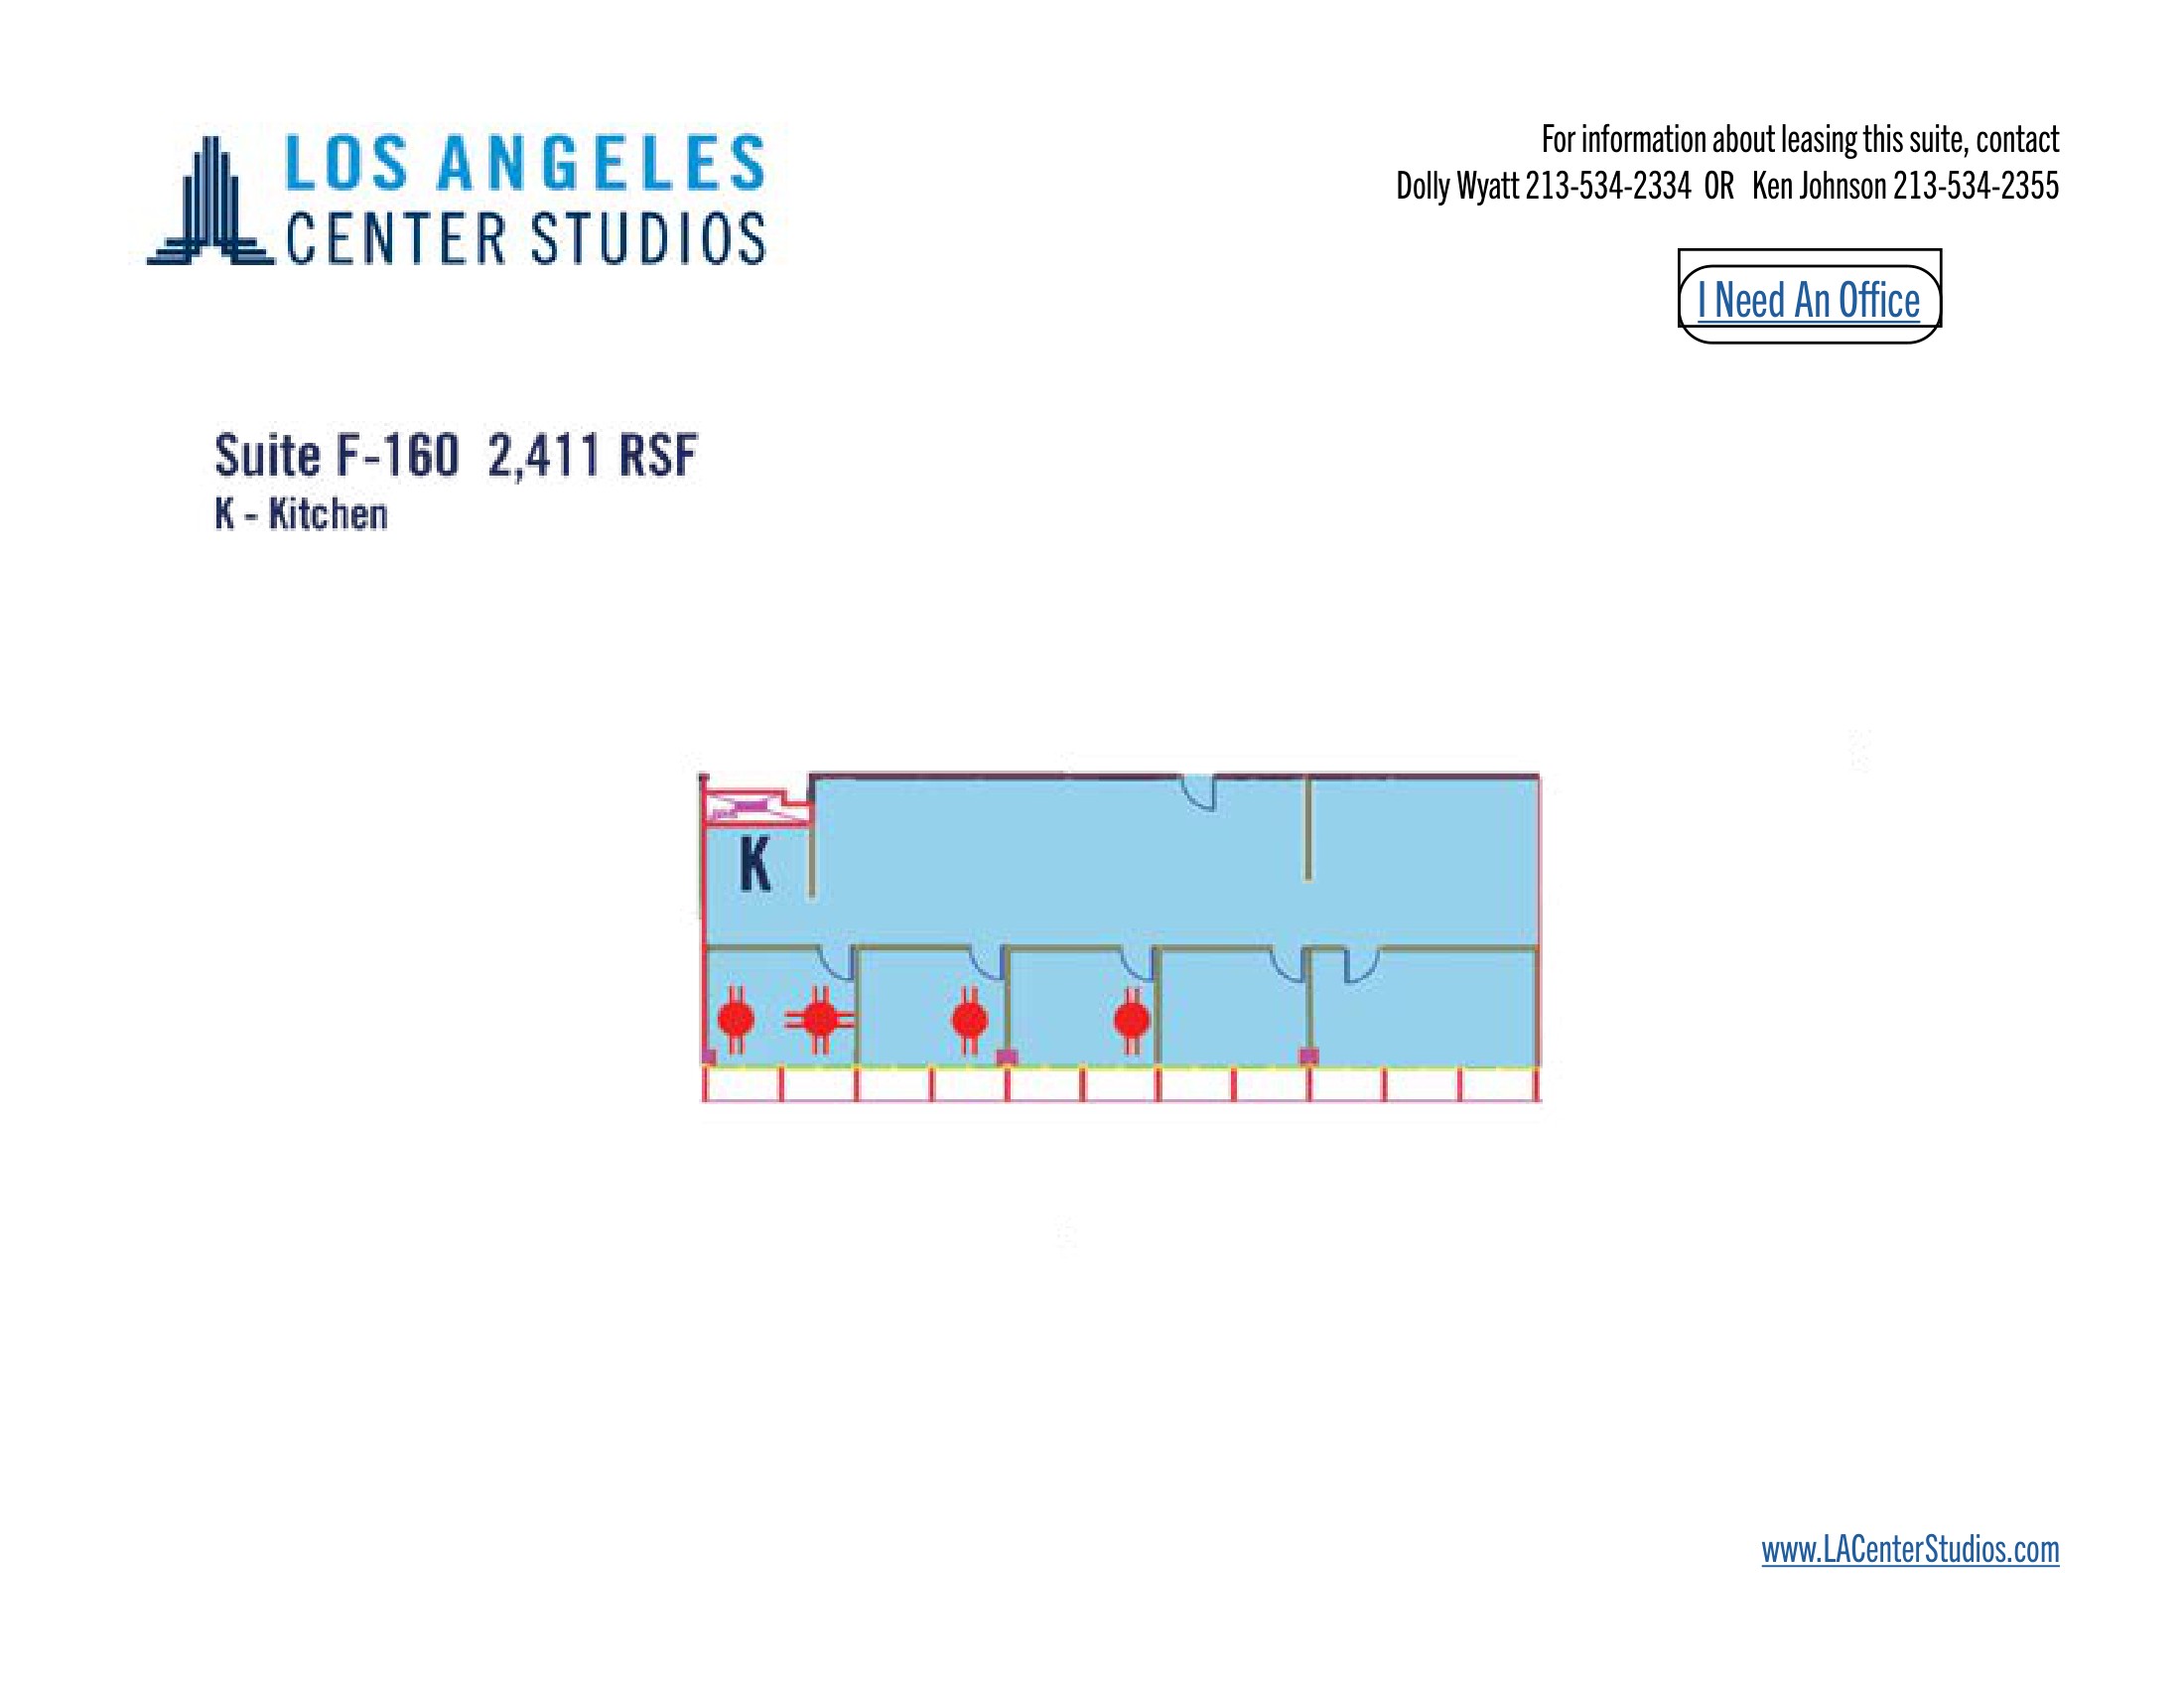 LOS ANGELES
CENTER STUDIOS
For information about leasing this suite, contact
Dolly Wyatt 213-534-2334 OR Ken Johnson 213-534-2355
I Need An Office
Suite F-160 2,411 RSF
K - Kitchen
K
www.LACenterStudios.com